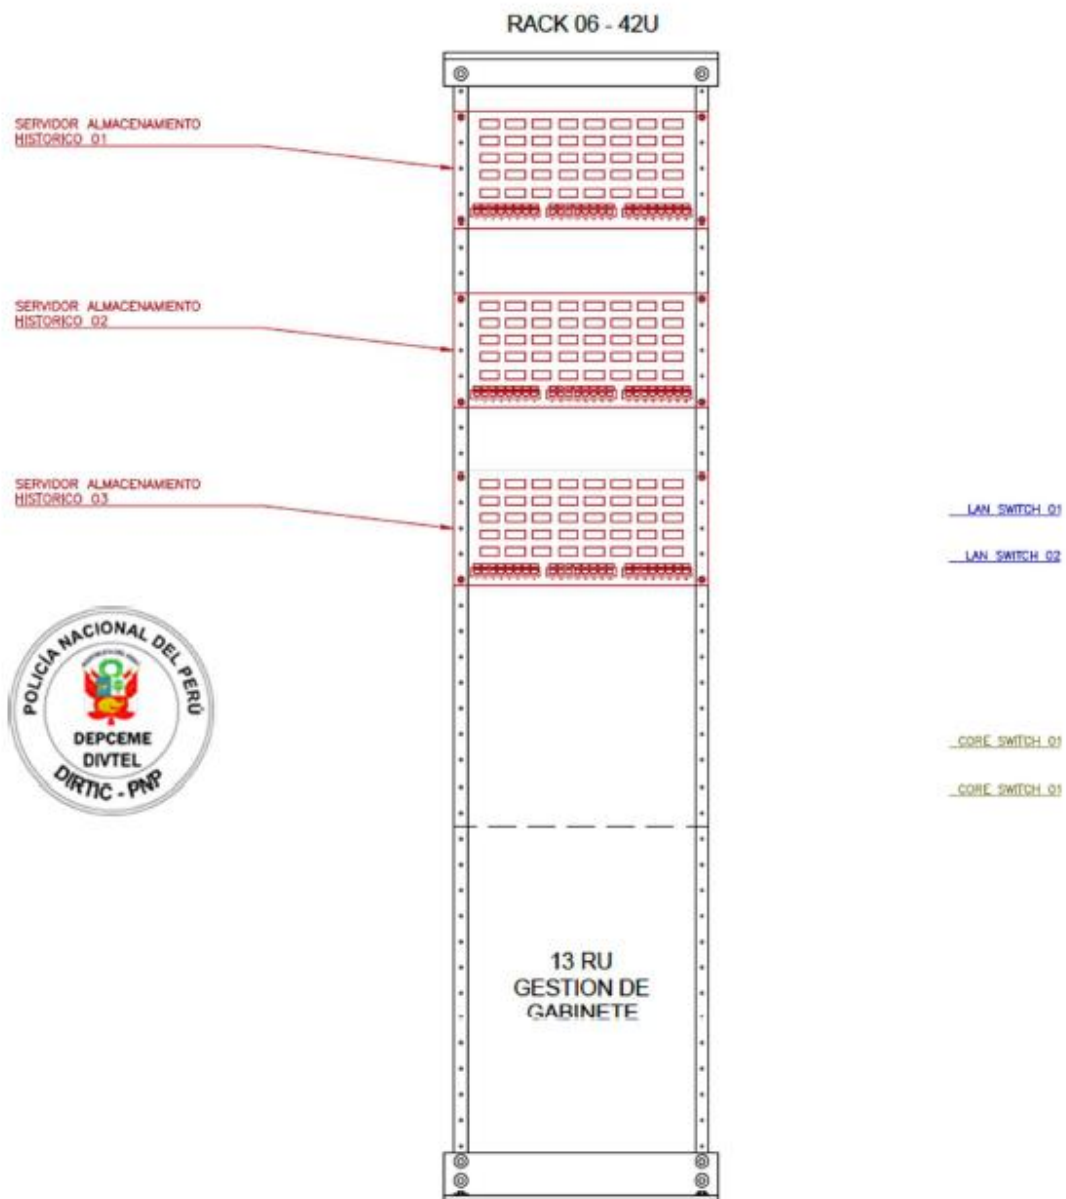 RACK 06 - 42U
SERVIDOR ALMACENAMIENTO
HISTORICO 01
SERVIDOR ALMACENAMIENTO
HISTORICO 02
SERVIDOR ALMACENAMIENTO
HISTORICO 03
LAN SWITCH 01
LAN SWITCH 02
POLICÍA NACIONAL DEL PERÚ
DEPCEME
DIVTEL
DIRTIC - PNP
CORE SWITCH 01
CORE SWITCH 01
13 RU
GESTION DE
GABINETE